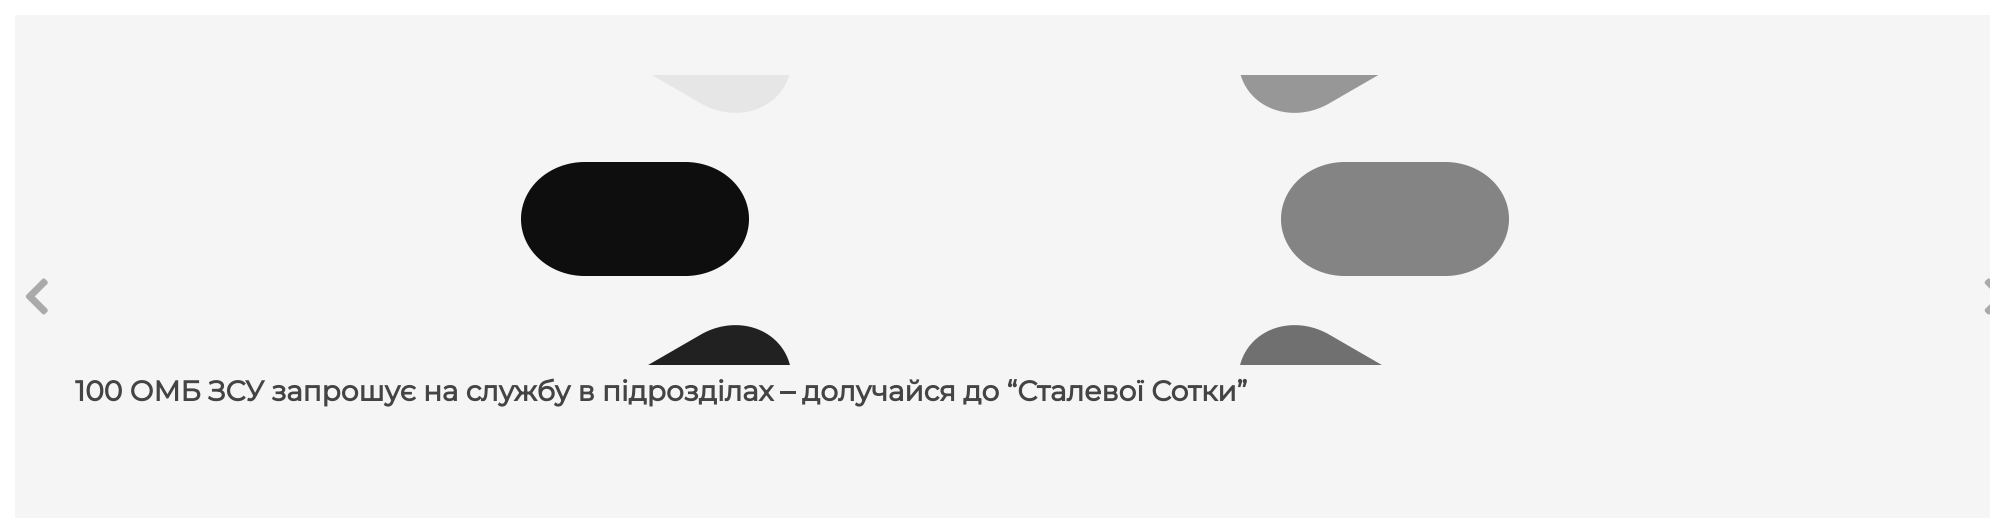 100 ОМБ ЗСУ запрошує на службу в підрозділах – долучайся до “Сталевої Сотки”